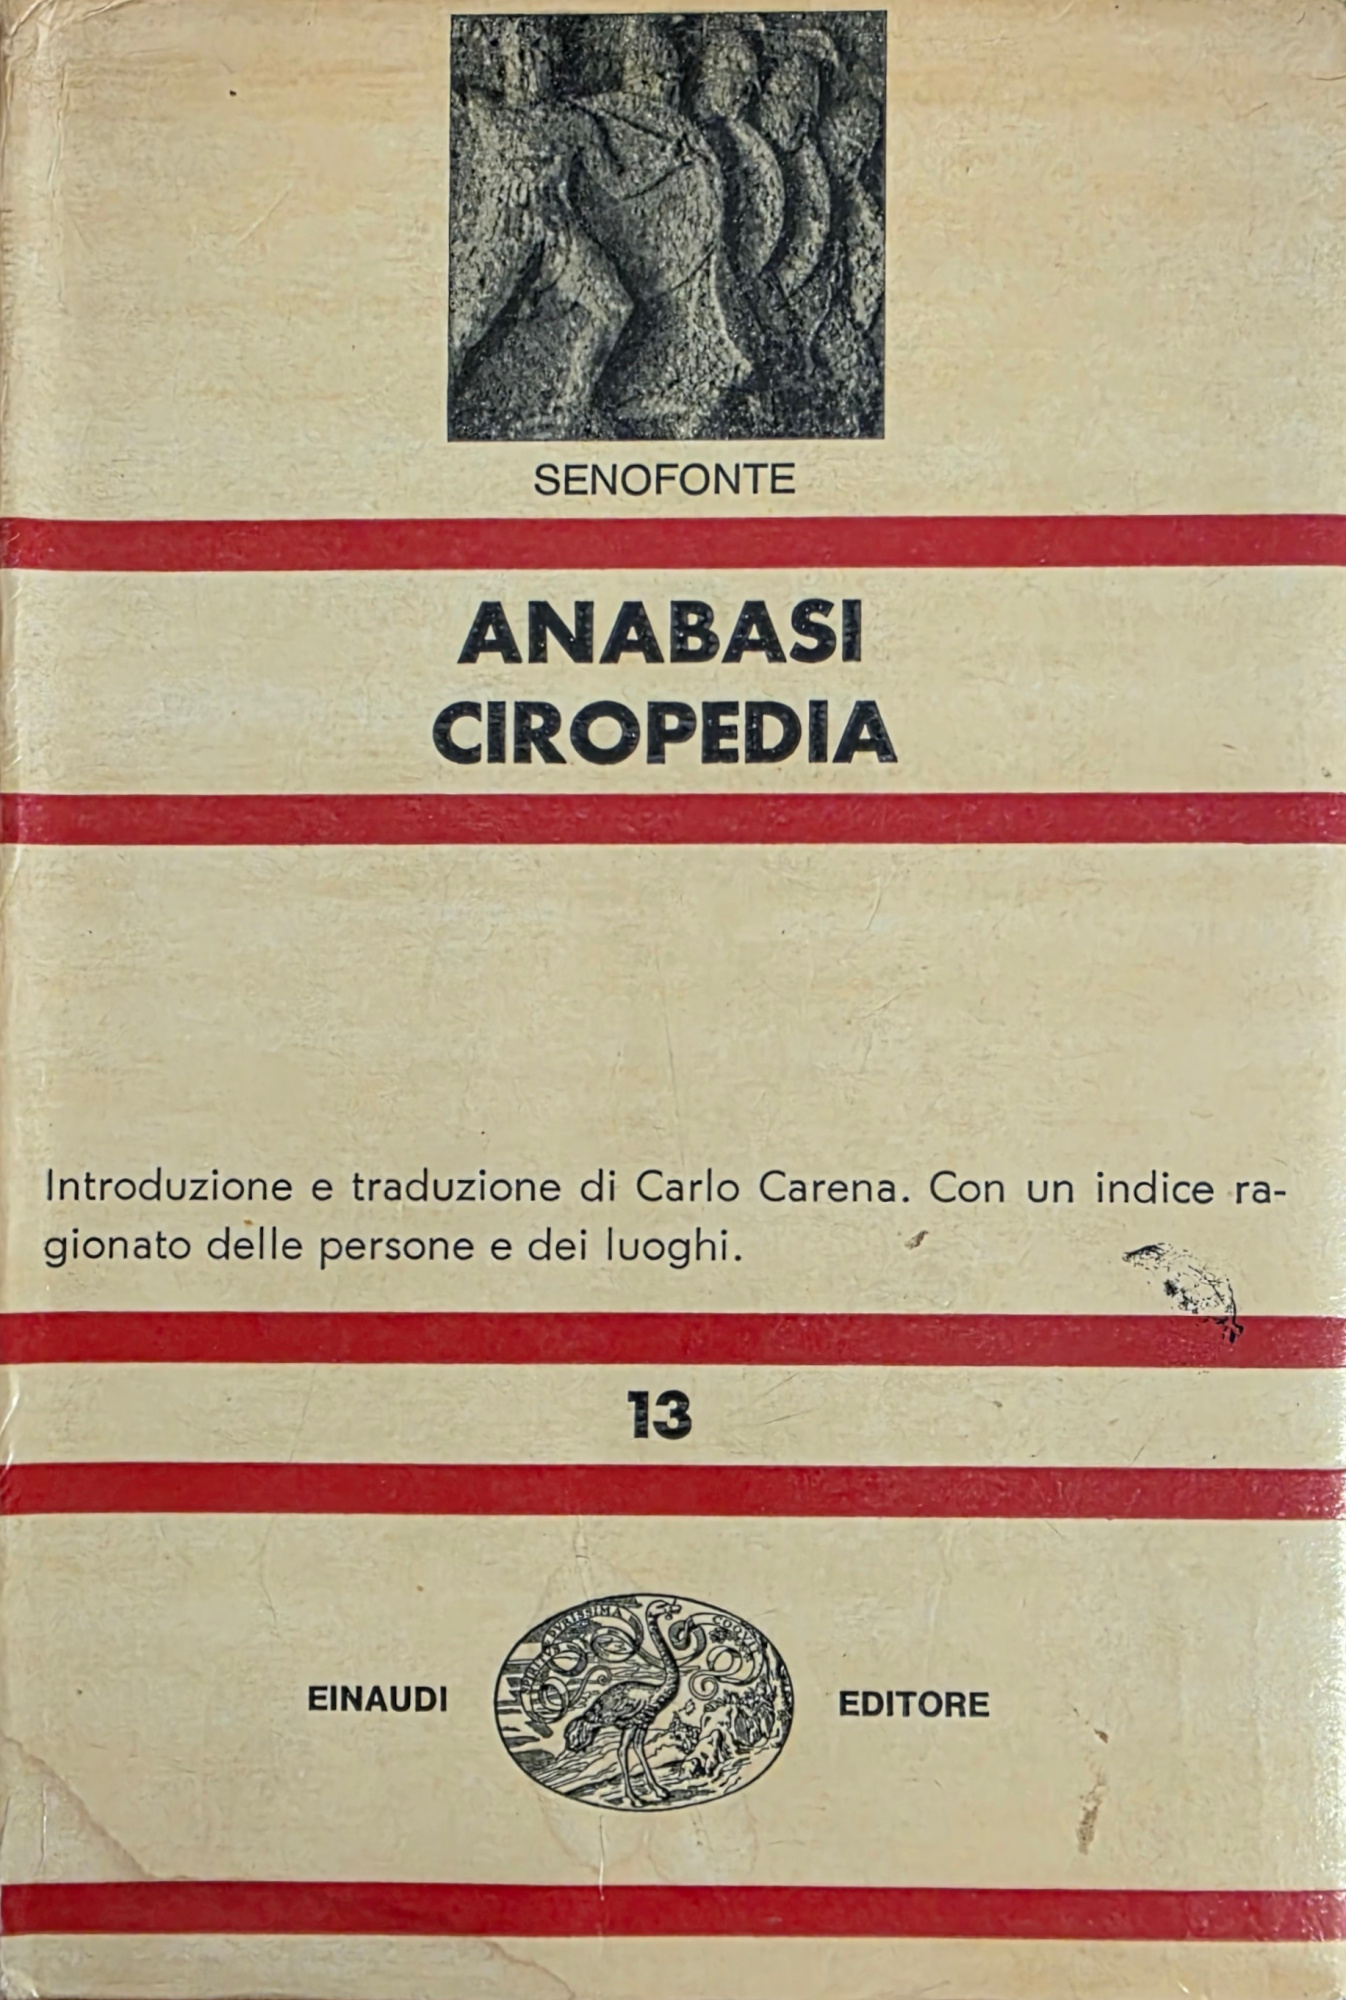 SENOFONTE
ANABASI
CIROPEDIA
Introduzione e traduzione di Carlo Carena. Con un indice ra-
gionato delle persone e dei luoghi.
13
EINAUDI
EDITORE